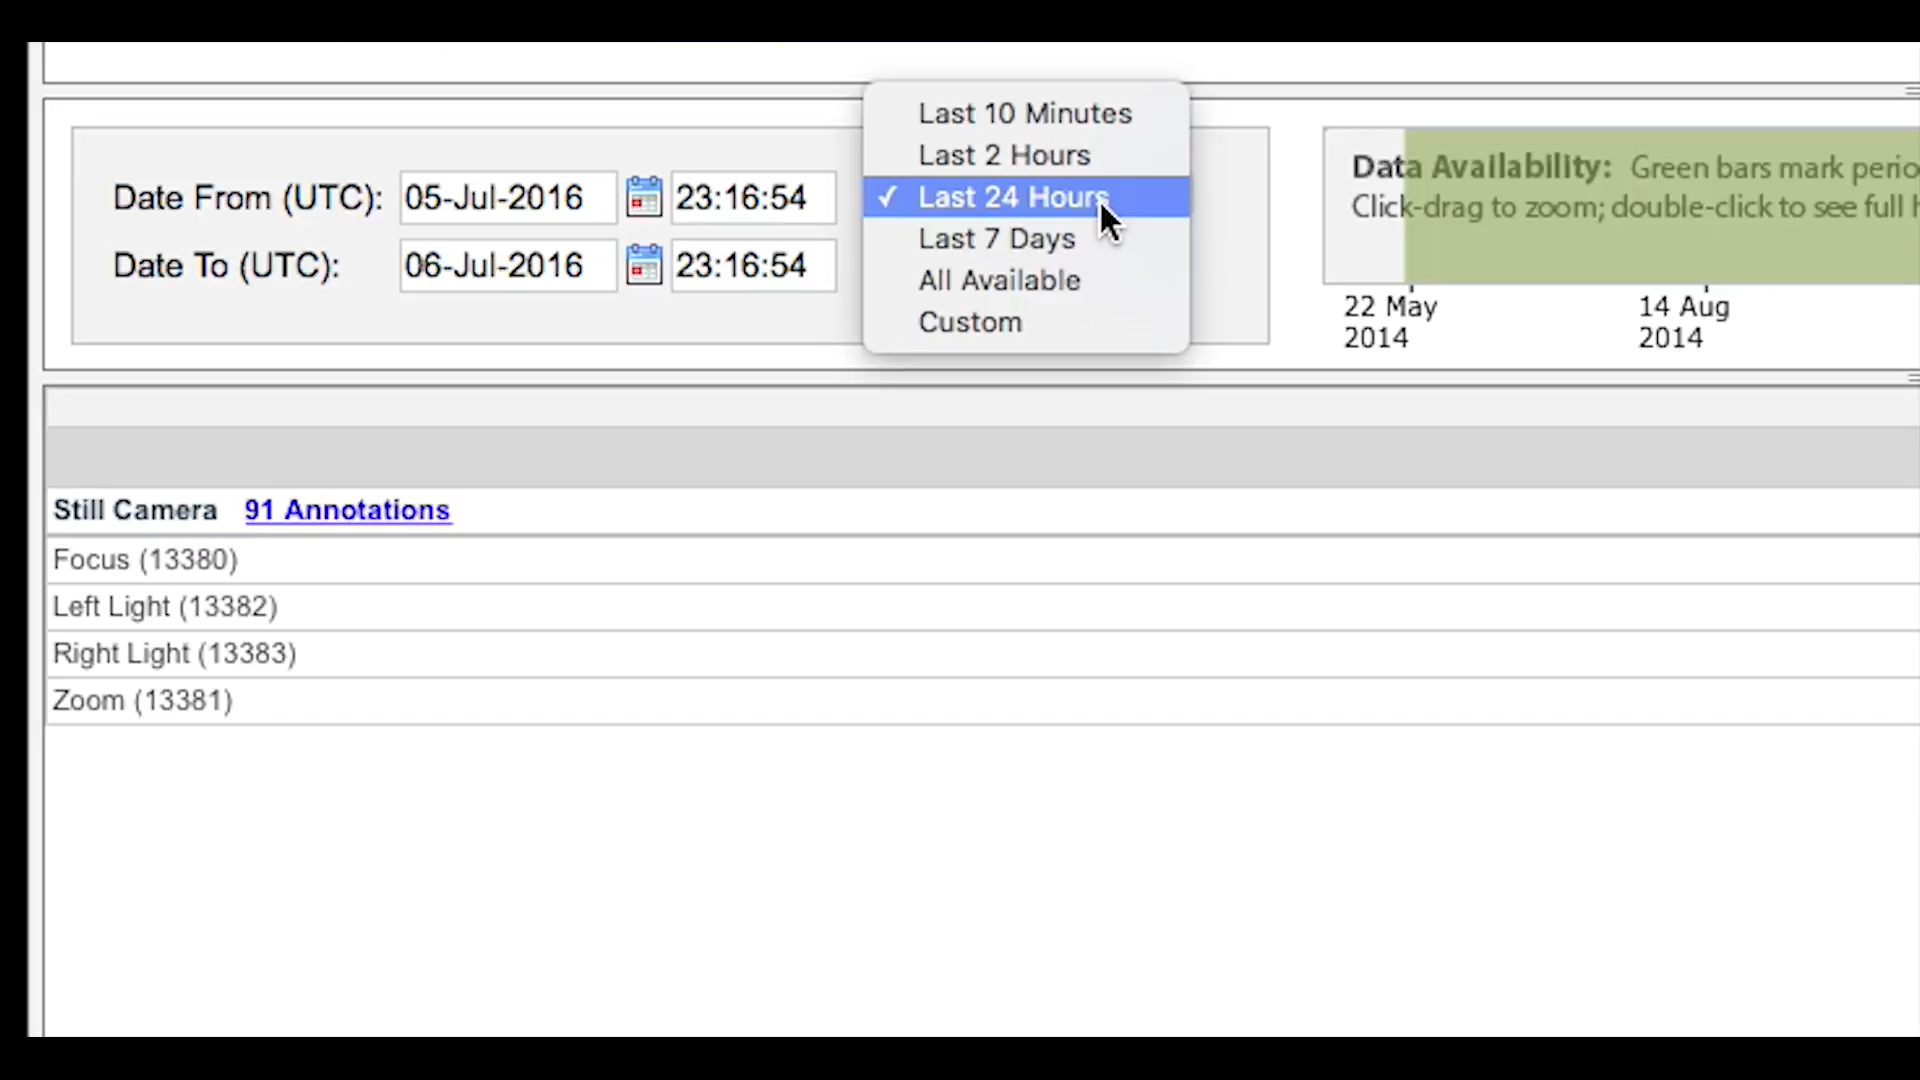 Last 10 Minutes
Last 2 Hours
✓ Last 24 Hours
Last 7 Days
All Available
Custom
Date From (UTC): 05-Jul-2016 23:16:54
Date To (UTC): 06-Jul-2016 23:16:54
Data Availability: Green bars mark perio
Click-drag to zoom; double-click to see full h
22 May 2014
14 Aug 2014
Still Camera 91 Annotations
Focus (13380)
Left Light (13382)
Right Light (13383)
Zoom (13381)